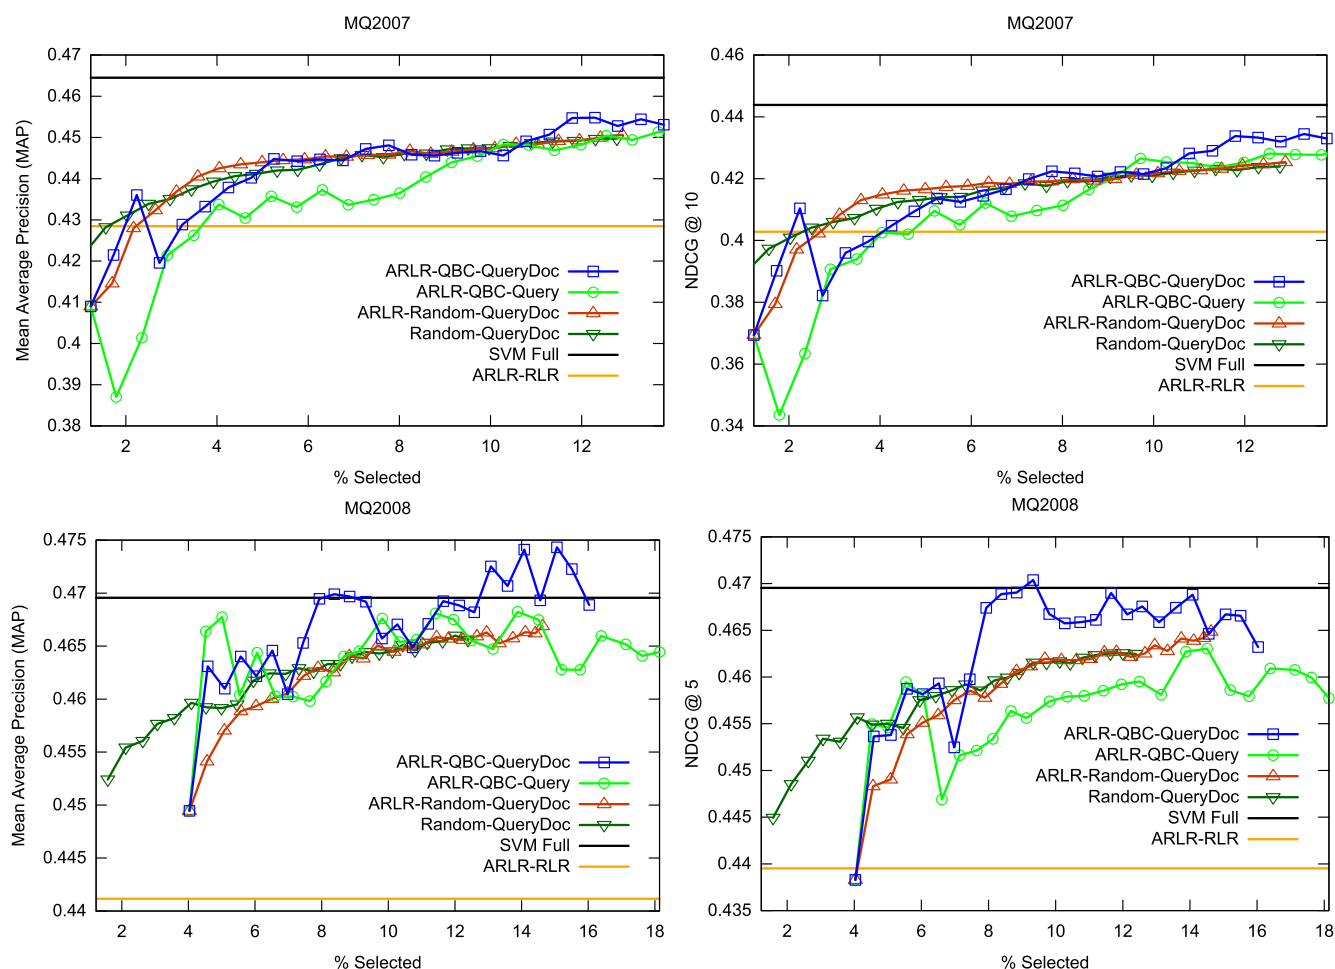 MQ2007
0.47
0.46
0.45
0.44
0.43
0.42
0.41
0.4
0.39
0.38
Mean Average Precision (MAP)
ARLR-QBC-QueryDoc
ARLR-QBC-Query
ARLR-Random-QueryDoc
Random-QueryDoc
SVM Full
ARLR-RLR
2 4 6 8 10 12
% Selected
MQ2007
0.46
0.44
0.42
0.4
0.38
0.36
0.34
NDCG @ 10
ARLR-QBC-QueryDoc
ARLR-QBC-Query
ARLR-Random-QueryDoc
Random-QueryDoc
SVM Full
ARLR-RLR
2 4 6 8 10 12
% Selected
MQ2008
0.475
0.47
0.465
0.46
0.455
0.45
0.445
0.44
Mean Average Precision (MAP)
ARLR-QBC-QueryDoc
ARLR-QBC-Query
ARLR-Random-QueryDoc
Random-QueryDoc
SVM Full
ARLR-RLR
2 4 6 8 10 12 14 16 18
% Selected
MQ2008
0.475
0.47
0.465
0.46
0.455
0.45
0.445
0.44
0.435
NDCG @ 5
ARLR-QBC-QueryDoc
ARLR-QBC-Query
ARLR-Random-QueryDoc
Random-QueryDoc
SVM Full
ARLR-RLR
2 4 6 8 10 12 14 16 18
% Selected